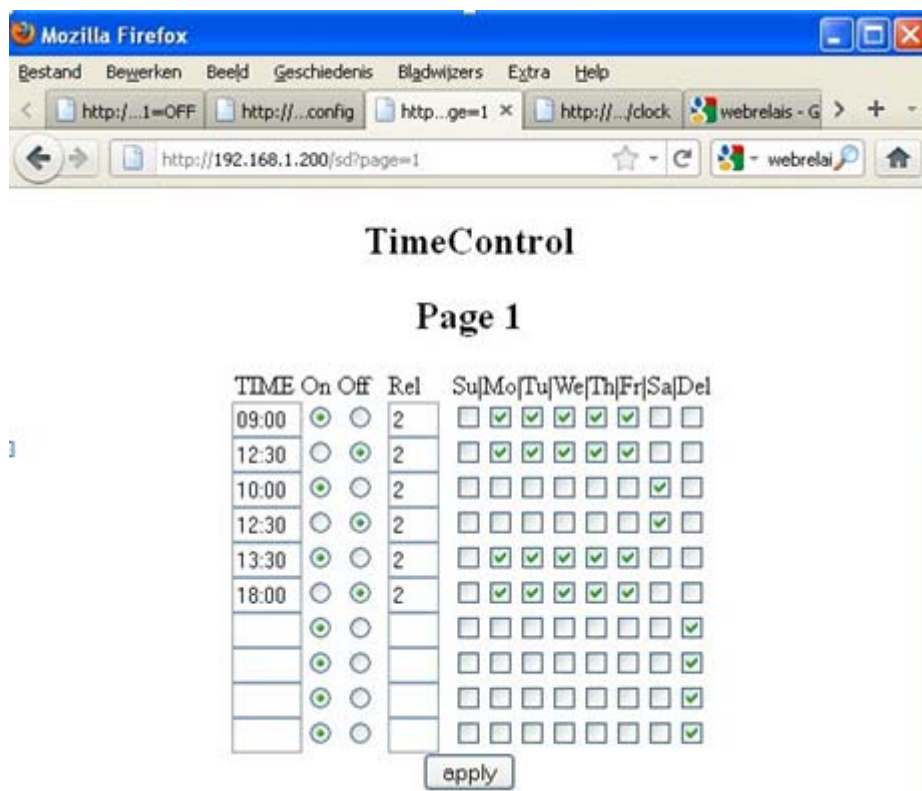 Mozilla Firefox
Bestand Bewerken Beeld Geschiedenis Bladwijzers Extra Help
http:/...1=OFF http://...config http...ge=1 http://.../clock webrelais - G
http://192.168.1.200/sd?page=1 webrelai
TimeControl
Page 1
TIME On Off Rel Su|Mo|Tu|We|Th|Fr|Sa|Del
09:00 2
12:30 2
10:00 2
12:30 2
13:30 2
18:00 2
apply